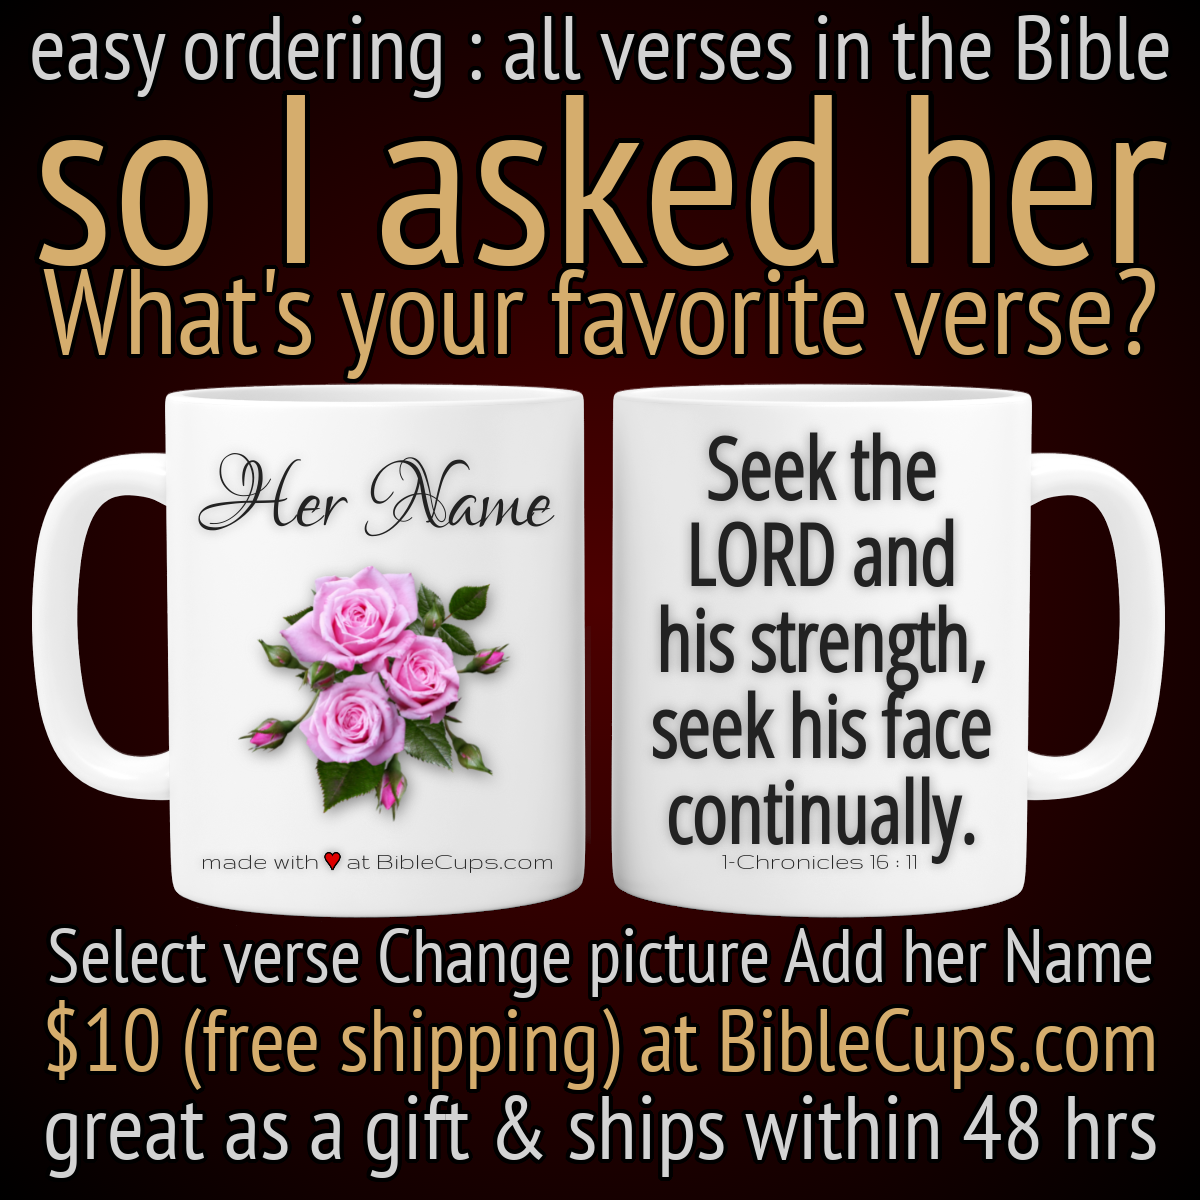 easy ordering : all verses in the Bible
so I asked her
What's your favorite verse?
Her Name
made with at BibleCups.com
Seek the
LORD and
his strength,
seek his face
continually.
1-Chronicles 16 : 11
Select verse Change picture Add her Name
$10 (free shipping) at BibleCups.com
great as a gift & ships within 48 hrs